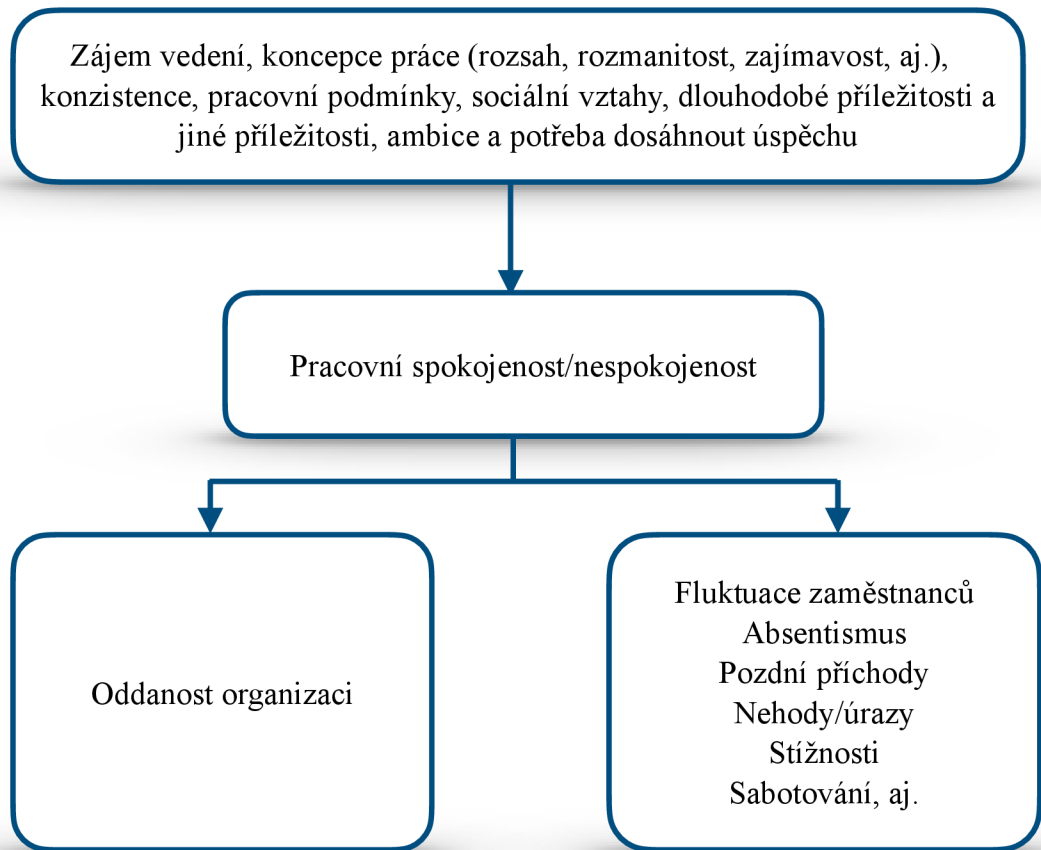 Zájem vedení, koncepce práce (rozsah, rozmanitost, zajímavost, aj.),
konzistence, pracovní podmínky, sociální vztahy, dlouhodobé příležitosti a
jiné příležitosti, ambice a potřeba dosáhnout úspěchu
Pracovní spokojenost/nespokojenost
Oddanost organizaci
Fluktuace zaměstnanců
Absentismus
Pozdní příchody
Nehody/úrazy
Stížnosti
Sabotování, aj.